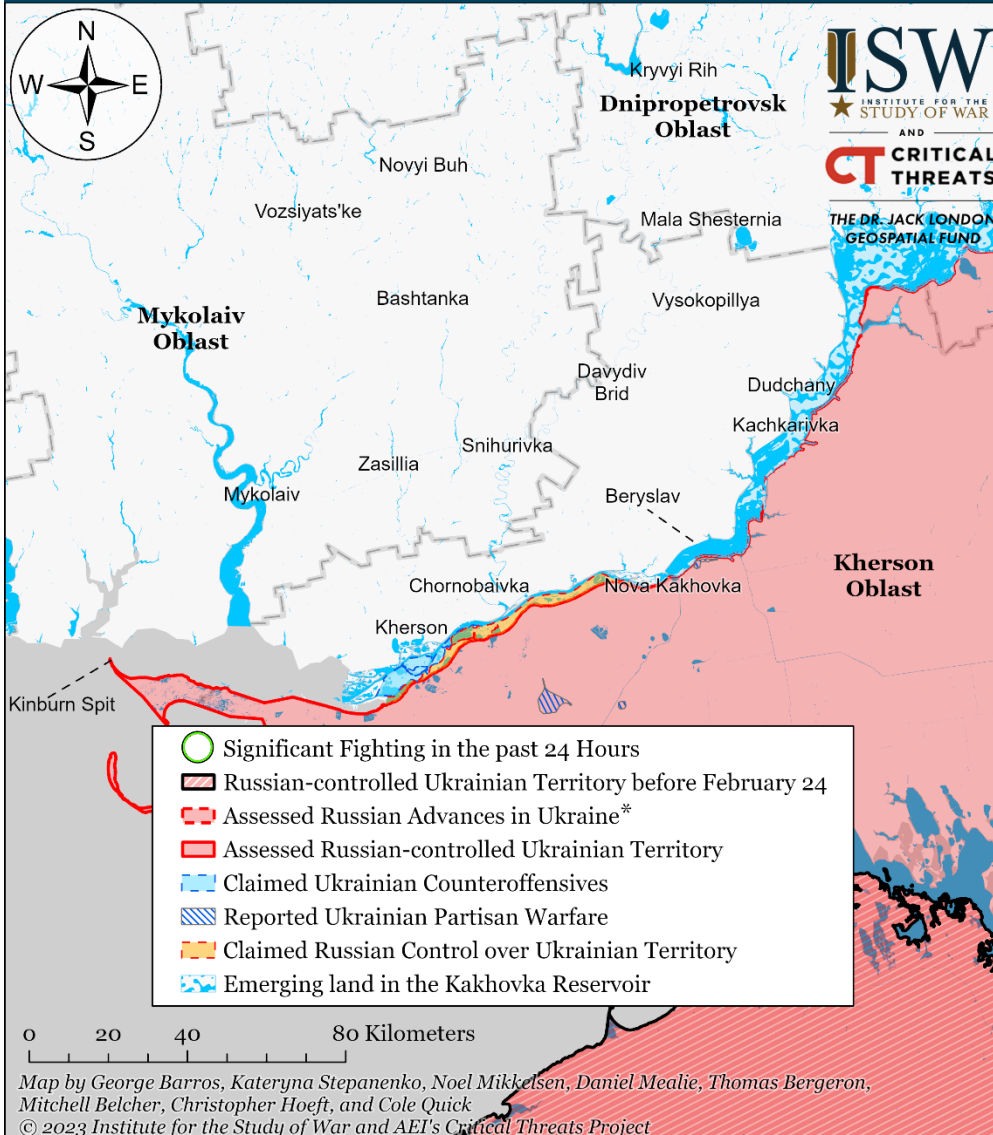 N
W
E
S
ISW
INSTITUTE FOR THE
STUDY OF WAR
AND
CT CRITICAL
THREATS
THE DR. JACK LONDON
GEOSPATIAL FUND
Kryvyi Rih
Dnipropetrovsk
Oblast
Novyi Buh
Vozsiyats'ke
Mala Shesternia
Bashtanka
Vysokopillya
Mykolaiv
Oblast
Davydiv
Brid
Dudchany
Kachkarivka
Snihurivka
Zasillia
Mykolaiv
Beryslav
Kherson
Oblast
Chornobaivka
Nova Kakhovka
Kherson
Kinburn Spit
Significant Fighting in the past 24 Hours
Russian-controlled Ukrainian Territory before February 24
Assessed Russian Advances in Ukraine*
Assessed Russian-controlled Ukrainian Territory
Claimed Ukrainian Counteroffensives
Reported Ukrainian Partisan Warfare
Claimed Russian Control over Ukrainian Territory
Emerging land in the Kakhovka Reservoir
0 20 40 80 Kilometers
Map by George Barros, Kateryna Stepanenko, Noel Mikkelsen, Daniel Mealie, Thomas Bergeron,
Mitchell Belcher, Christopher Hoeft, and Cole Quick
© 2023 Institute for the Study of War and AEI's Critical Threats Project